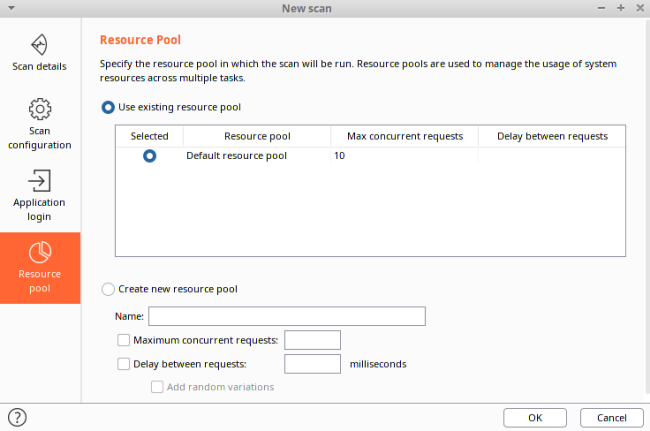 New scan
Scan details
Scan
configuration
Application
login
Resource
pool
Resource Pool
Specify the resource pool in which the scan will be run. Resource pools are used to manage the usage of system
resources across multiple tasks.
Use existing resource pool
Selected Resource pool Max concurrent requests Delay between requests
Default resource pool 10
Create new resource pool
Name:
Maximum concurrent requests:
Delay between requests: milliseconds
Add random variations
? OK Cancel